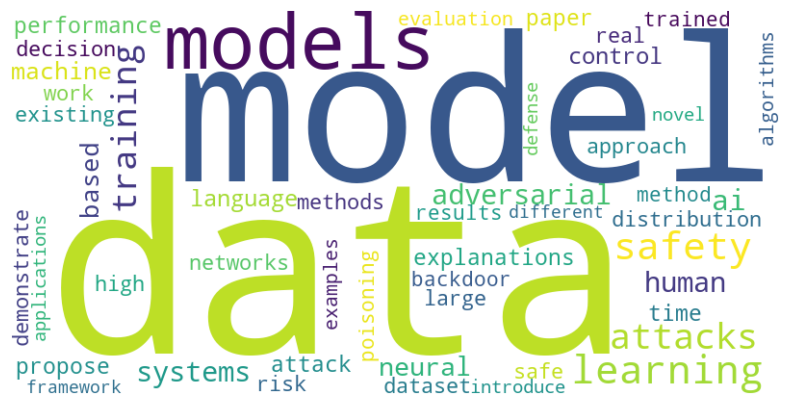 performance
decision
machine
work
existing
models
evaluation
paper
trained
real
control
algorithms
model
training
based
defense
novel
approach
language
methods
adversarial
results
different
method
ai
distribution
safety
data
demonstrate
applications
high
networks
examples
poisoning
explanations
backdoor
large
human
time
attacks
propose
framework
systems
attack
risk
neural
dataset
safe
introduce
learning